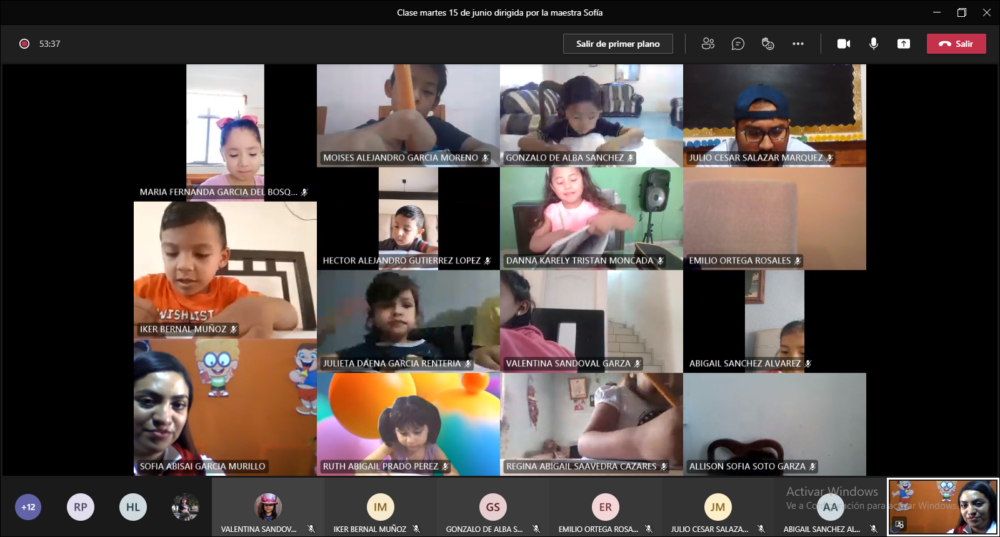 Clase martes 15 de junio dirigida por la maestra Sofía
53:37
Salir de primer plano
Salir
MARIA FERNANDA GARCIA DEL BOSQ...
MOISES ALEJANDRO GARCIA MORENO
GONZALO DE ALBA SANCHEZ
JULIO CESAR SALAZAR MARQUEZ
HECTOR ALEJANDRO GUTIERREZ LOPEZ
DANNA KARELY TRISTAN MONCADA
EMILIO ORTEGA ROSALES
WISHLIST
IKER BERNAL MUÑOZ
JULIETA DAENA GARCIA RENTERIA
VALENTINA SANDOVAL GARZA
ABIGAIL SANCHEZ ALVAREZ
SOFIA ABISAI GARCIA MURILLO
RUTH ABIGAIL PRADO PEREZ
REGINA ABIGAIL SAAVEDRA CAZARES
ALLISON SOFIA SOTO GARZA
+12
RP
HL
VALENTINA SANDOV...
IM
IKER BERNAL MUÑOZ
GS
GONZALO DE ALBA S...
ER
EMILIO ORTEGA ROSA...
JM
JULIO CESAR SALAZA...
AA
ABIGAIL SANCHEZ AL...
Activar Windows
Ve a Configuración para activar Windows.